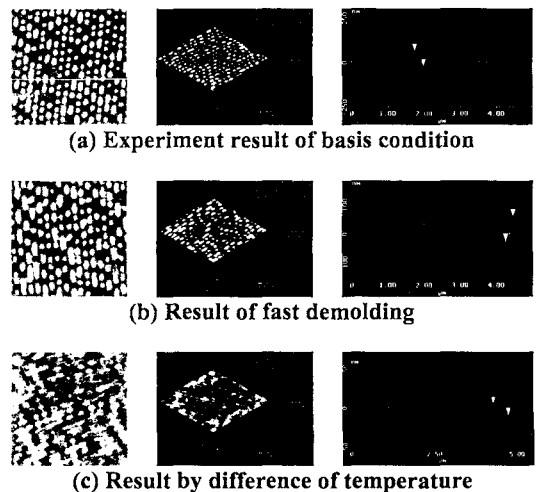 1.00 2.00 3.00 4.00
(a) Experiment result of basis condition
1.00 2.00 3.00 4.00
(b) Result of fast demolding
2.50 5.00
(c) Result by difference of temperature